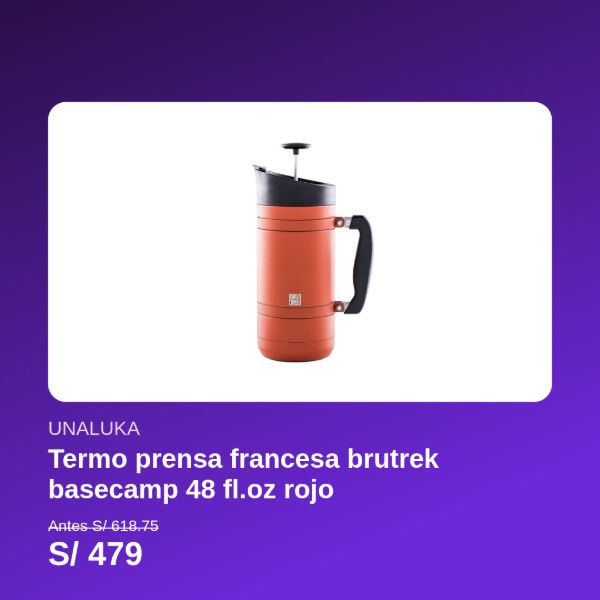 UNALUKA
Termo prensa francesa brutrek
basecamp 48 fl.oz rojo
Antes S/ 618.75
S/ 479